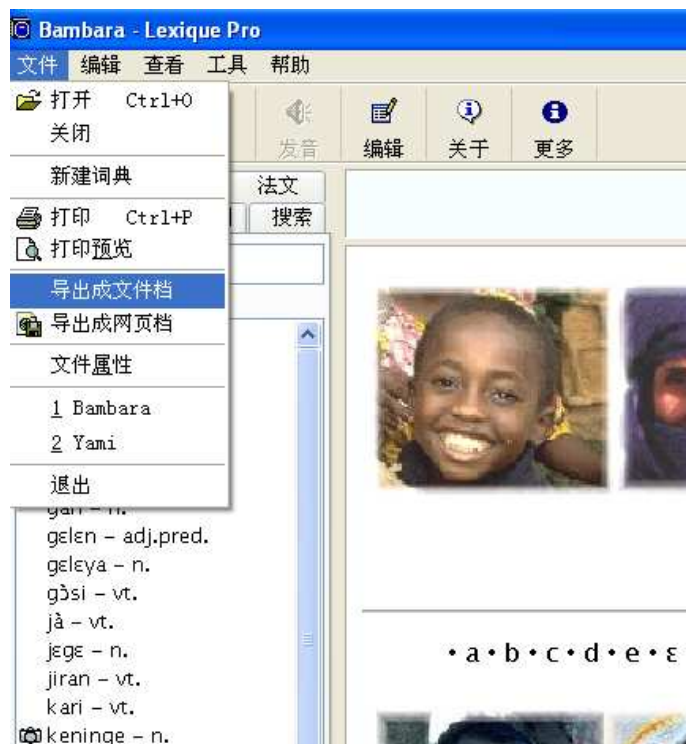 Bambara - Lexique Pro
文件 编辑 查看 工具 帮助
打开 Ctrl+O
关闭
新建词典
打印 Ctrl+P
打印预览
导出成文件档
导出成网页档
文件属性
1 Bambara
2 Yami
退出
发音 编辑 关于 更多
法文
搜索
gɛlɛn – adj.pred.
gɛlɛya – n.
gɔ̀si – vt.
jà – vt.
jɛgɛ – n.
jiran – vt.
kari – vt.
keninge – n.
•a•b•c•d•e•ɛ